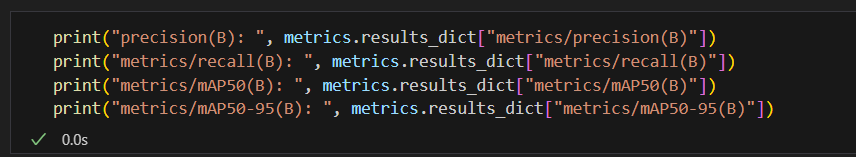 print("precision(B): ", metrics.results_dict["metrics/precision(B)"])
print("metrics/recall(B): ", metrics.results_dict["metrics/recall(B)"])
print("metrics/mAP50(B): ", metrics.results_dict["metrics/mAP50(B)"])
print("metrics/mAP50-95(B): ", metrics.results_dict["metrics/mAP50-95(B)"])
0.0s